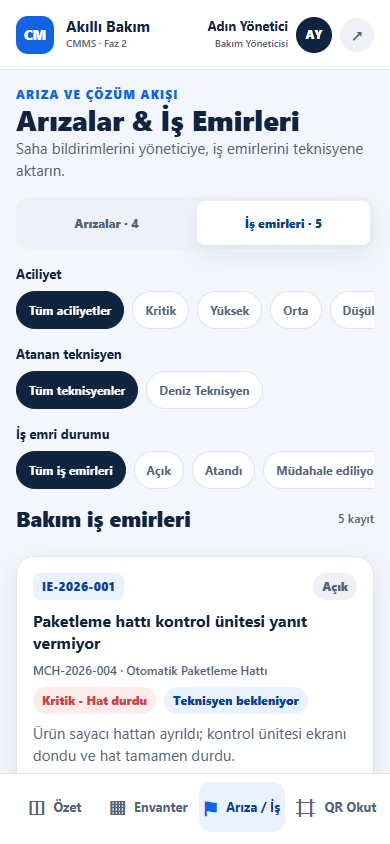 CM
Akıllı Bakım
CMMS · Faz 2
Adın Yönetici
Bakım Yöneticisi
AY
↗
ARIZA VE ÇÖZÜM AKIŞI
Arızalar & İş Emirleri
Saha bildirimlerini yöneticiye, iş emirlerini teknisyene
aktarın.
Arızalar · 4
İş emirleri · 5
Aciliyet
Tüm aciliyetler
Kritik
Yüksek
Orta
Atanan teknisyen
Tüm teknisyenler
Deniz Teknisyen
İş emri durumu
Tüm iş emirleri
Açık
Atandı
Müdahale ediliyo
Bakım iş emirleri
5 kayıt
IE-2026-001
Açık
Paketleme hattı kontrol ünitesi yanıt
vermiyor
MCH-2026-004 · Otomatik Paketleme Hattı
Kritik - Hat durdu
Teknisyen bekleniyor
Ürün sayacı hattan ayrıldı; kontrol ünitesi ekranı
dondu ve hat tamamen durdu.
Özet
Envanter
Arıza / İş
QR Okut